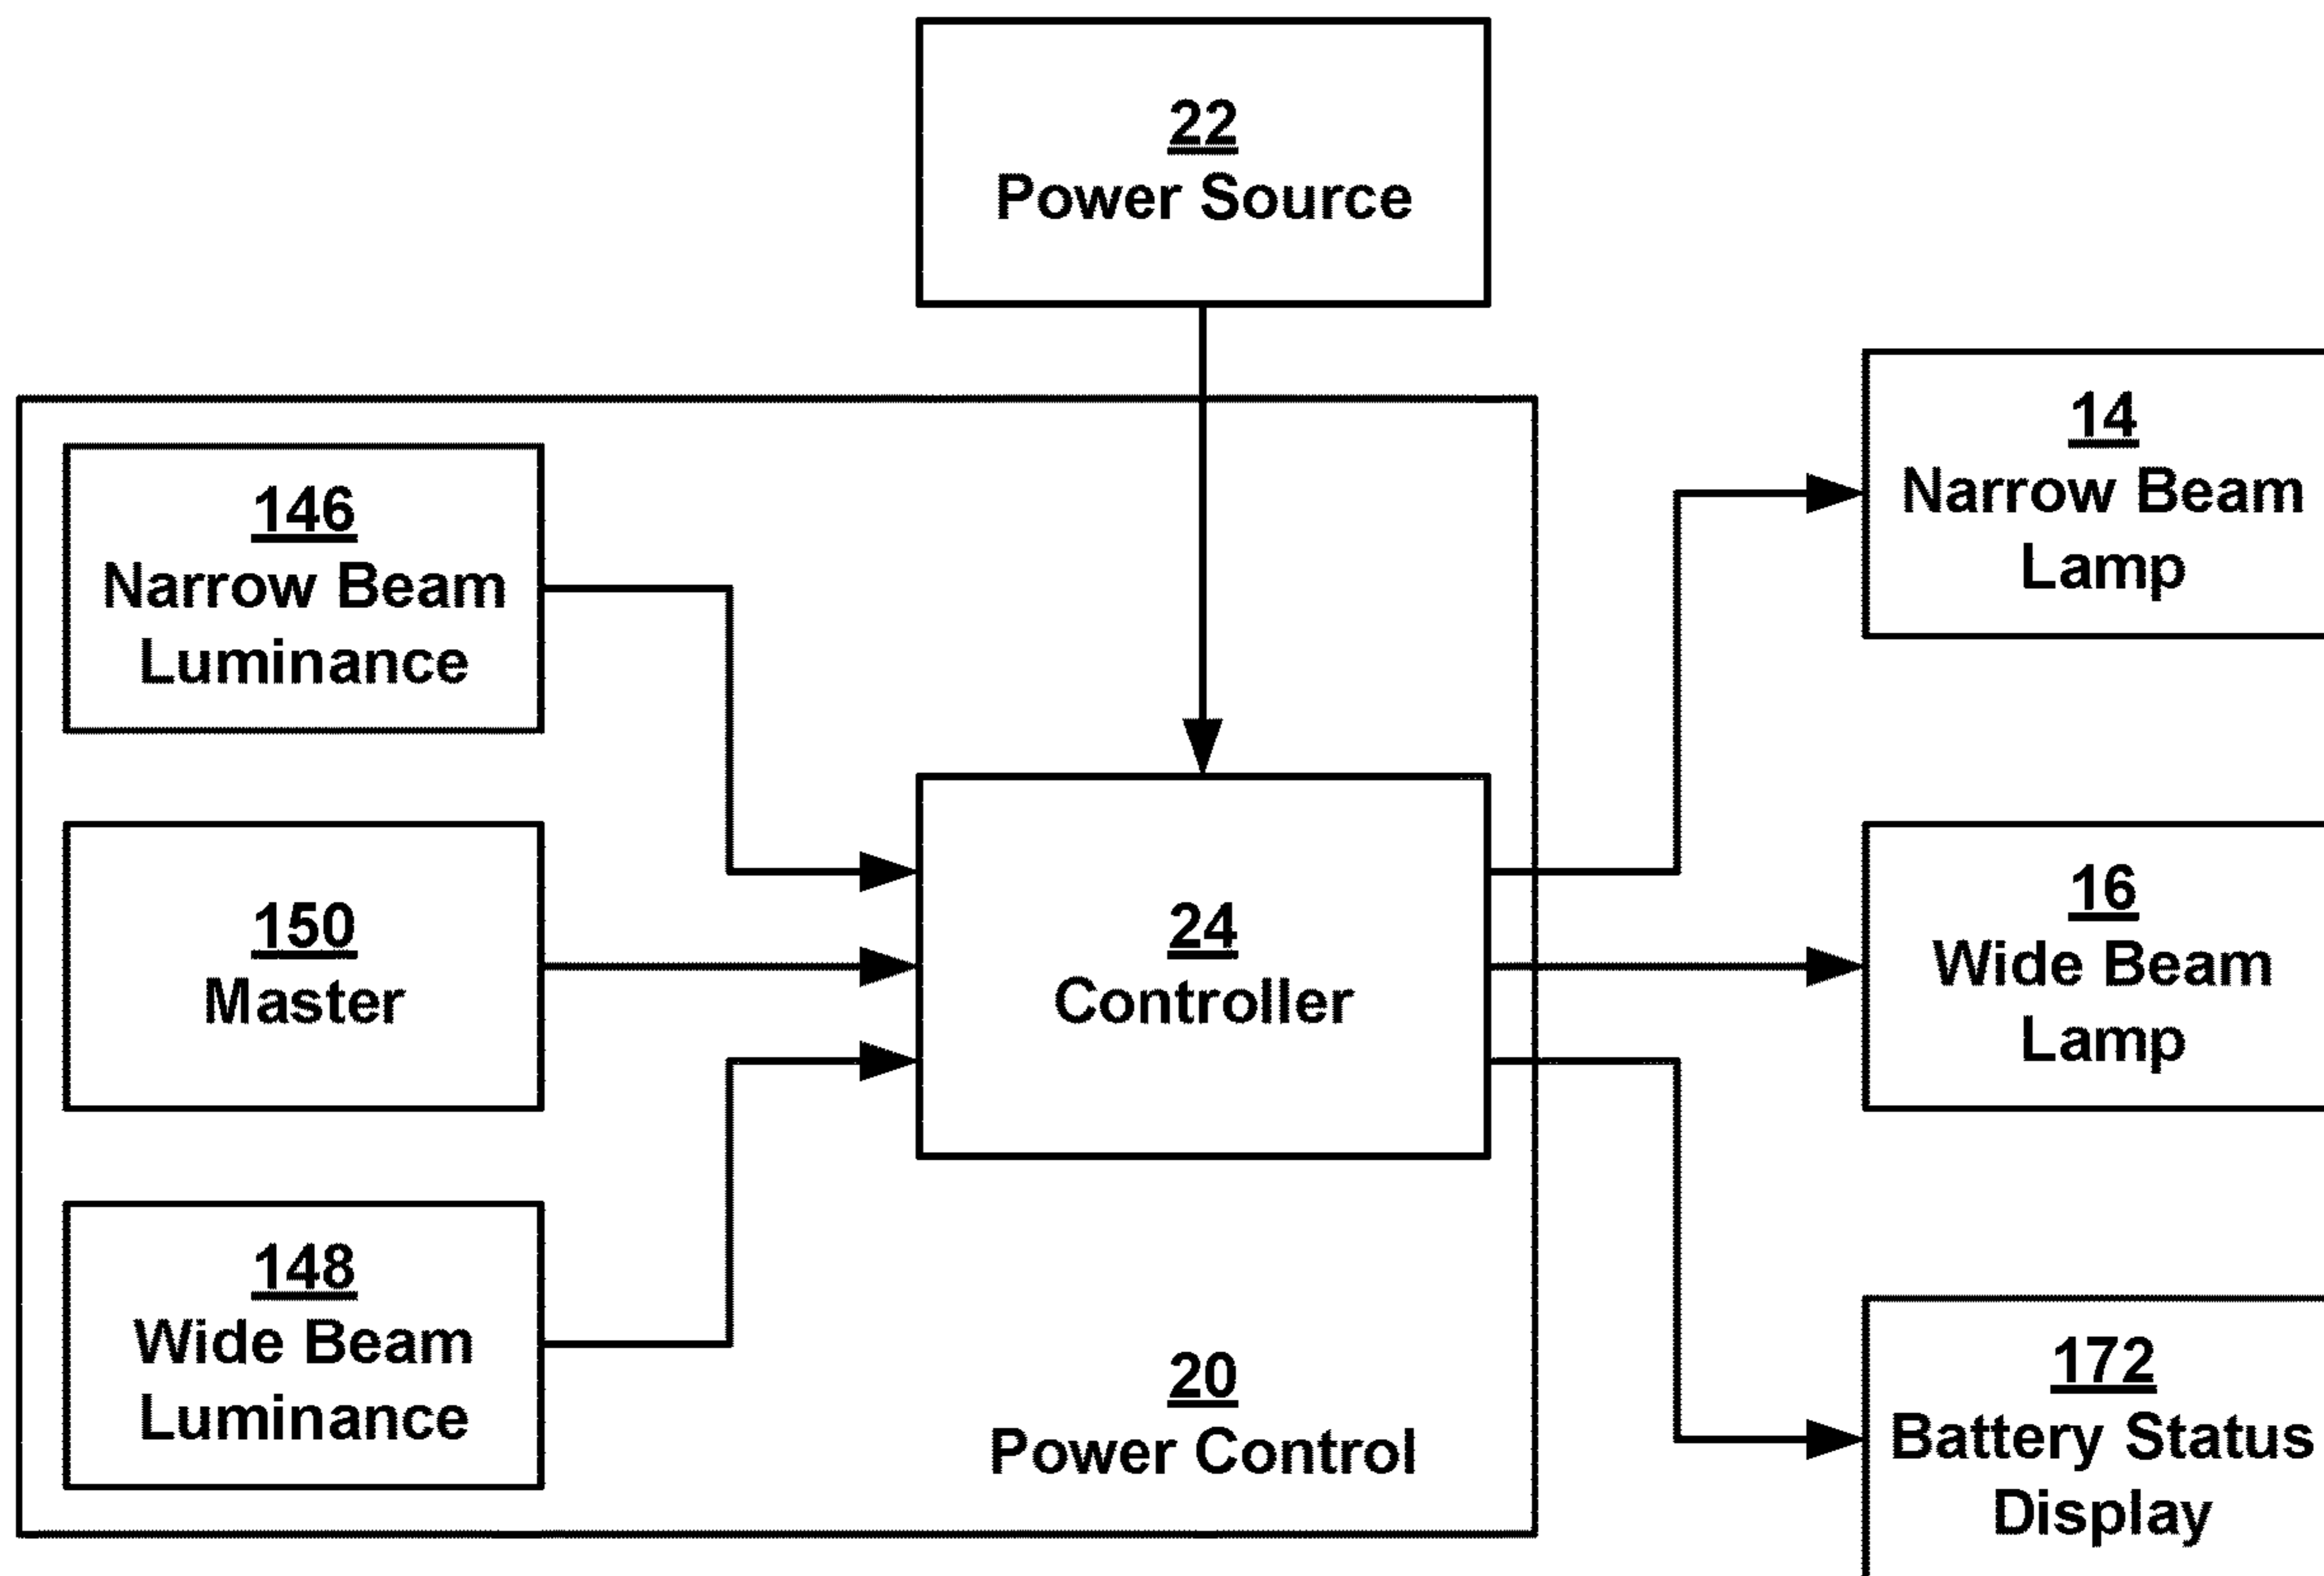 22
Power Source
14
Narrow Beam
Lamp
146
Narrow Beam
Luminance
150
Master
24
Controller
16
Wide Beam
Lamp
148
Wide Beam
Luminance
20
Power Control
172
Battery Status
Display